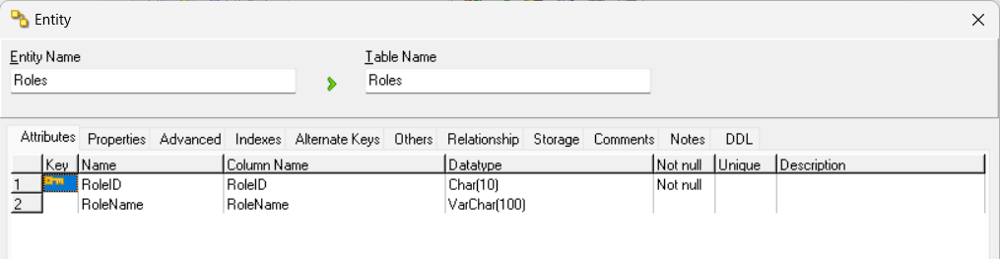 Entity
Entity Name
Table Name
Roles
Roles
Attributes Properties Advanced Indexes Alternate Keys Others Relationship Storage Comments Notes DDL
Key Name Column Name Datatype Not null Unique Description
1 RoleID RoleID Char(10) Not null
2 RoleName RoleName VarChar(100)